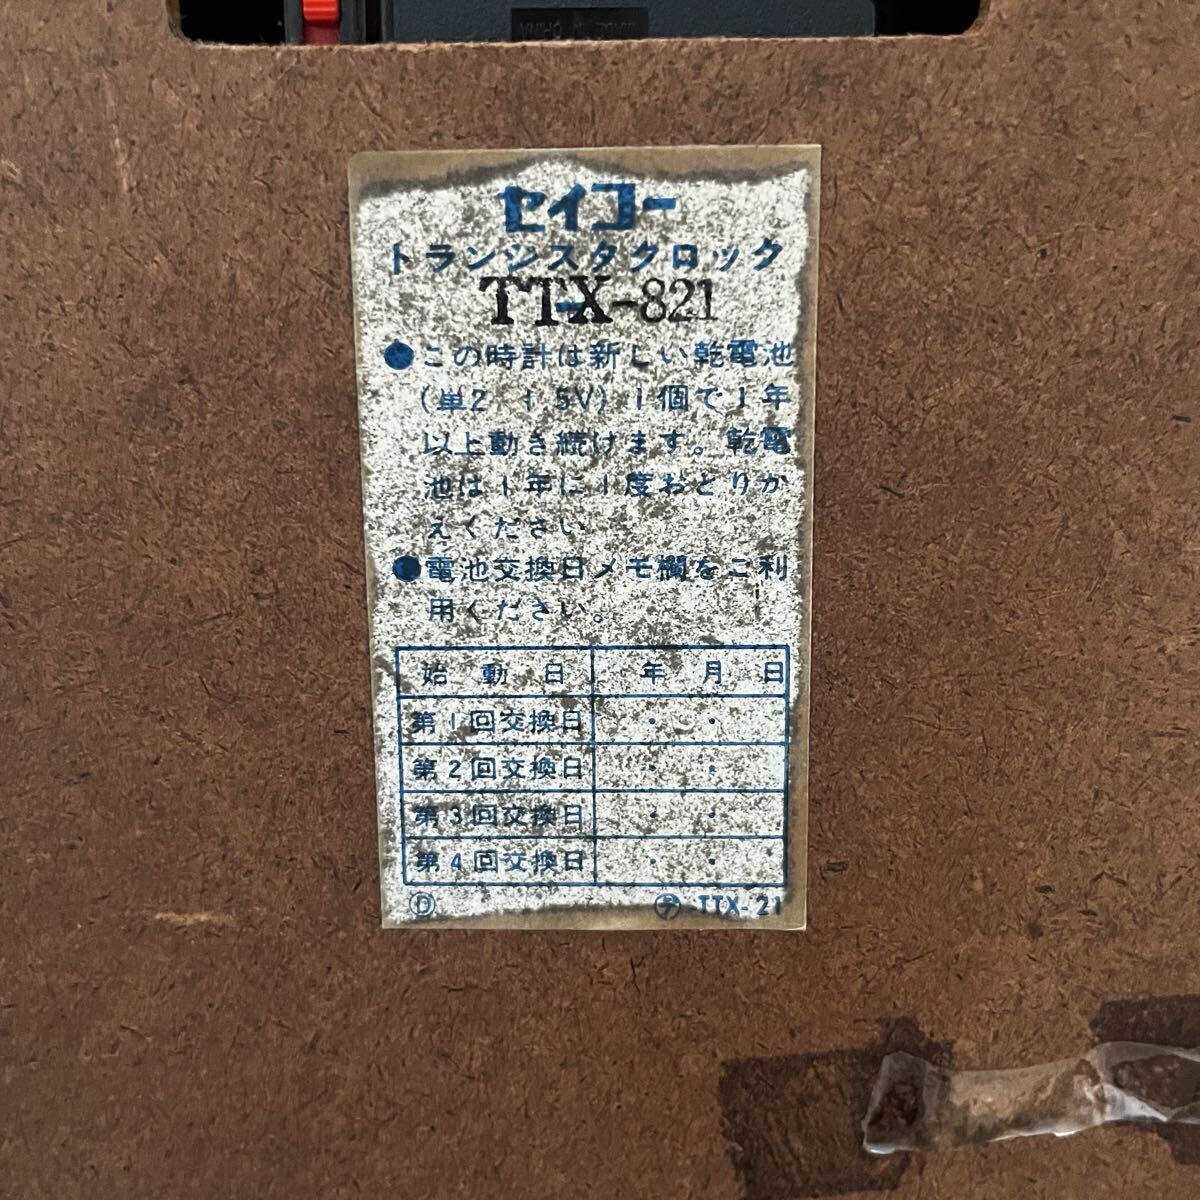 MADE IN CHINA
セイコー
トランジスタクロック
TTX-821
●この時計は新しい乾電池
(単2 1.5V)1個で1年
以上動き続けます。乾電
池は1年に1度おとりか
えください
●電池交換日メモ欄をご利
用ください。
始動日 年 月 日
第1回交換日 ・ ・
第2回交換日 ・ ・
第3回交換日 ・ ・
第4回交換日 ・ ・
Ⓓ ㋢-TTX-21